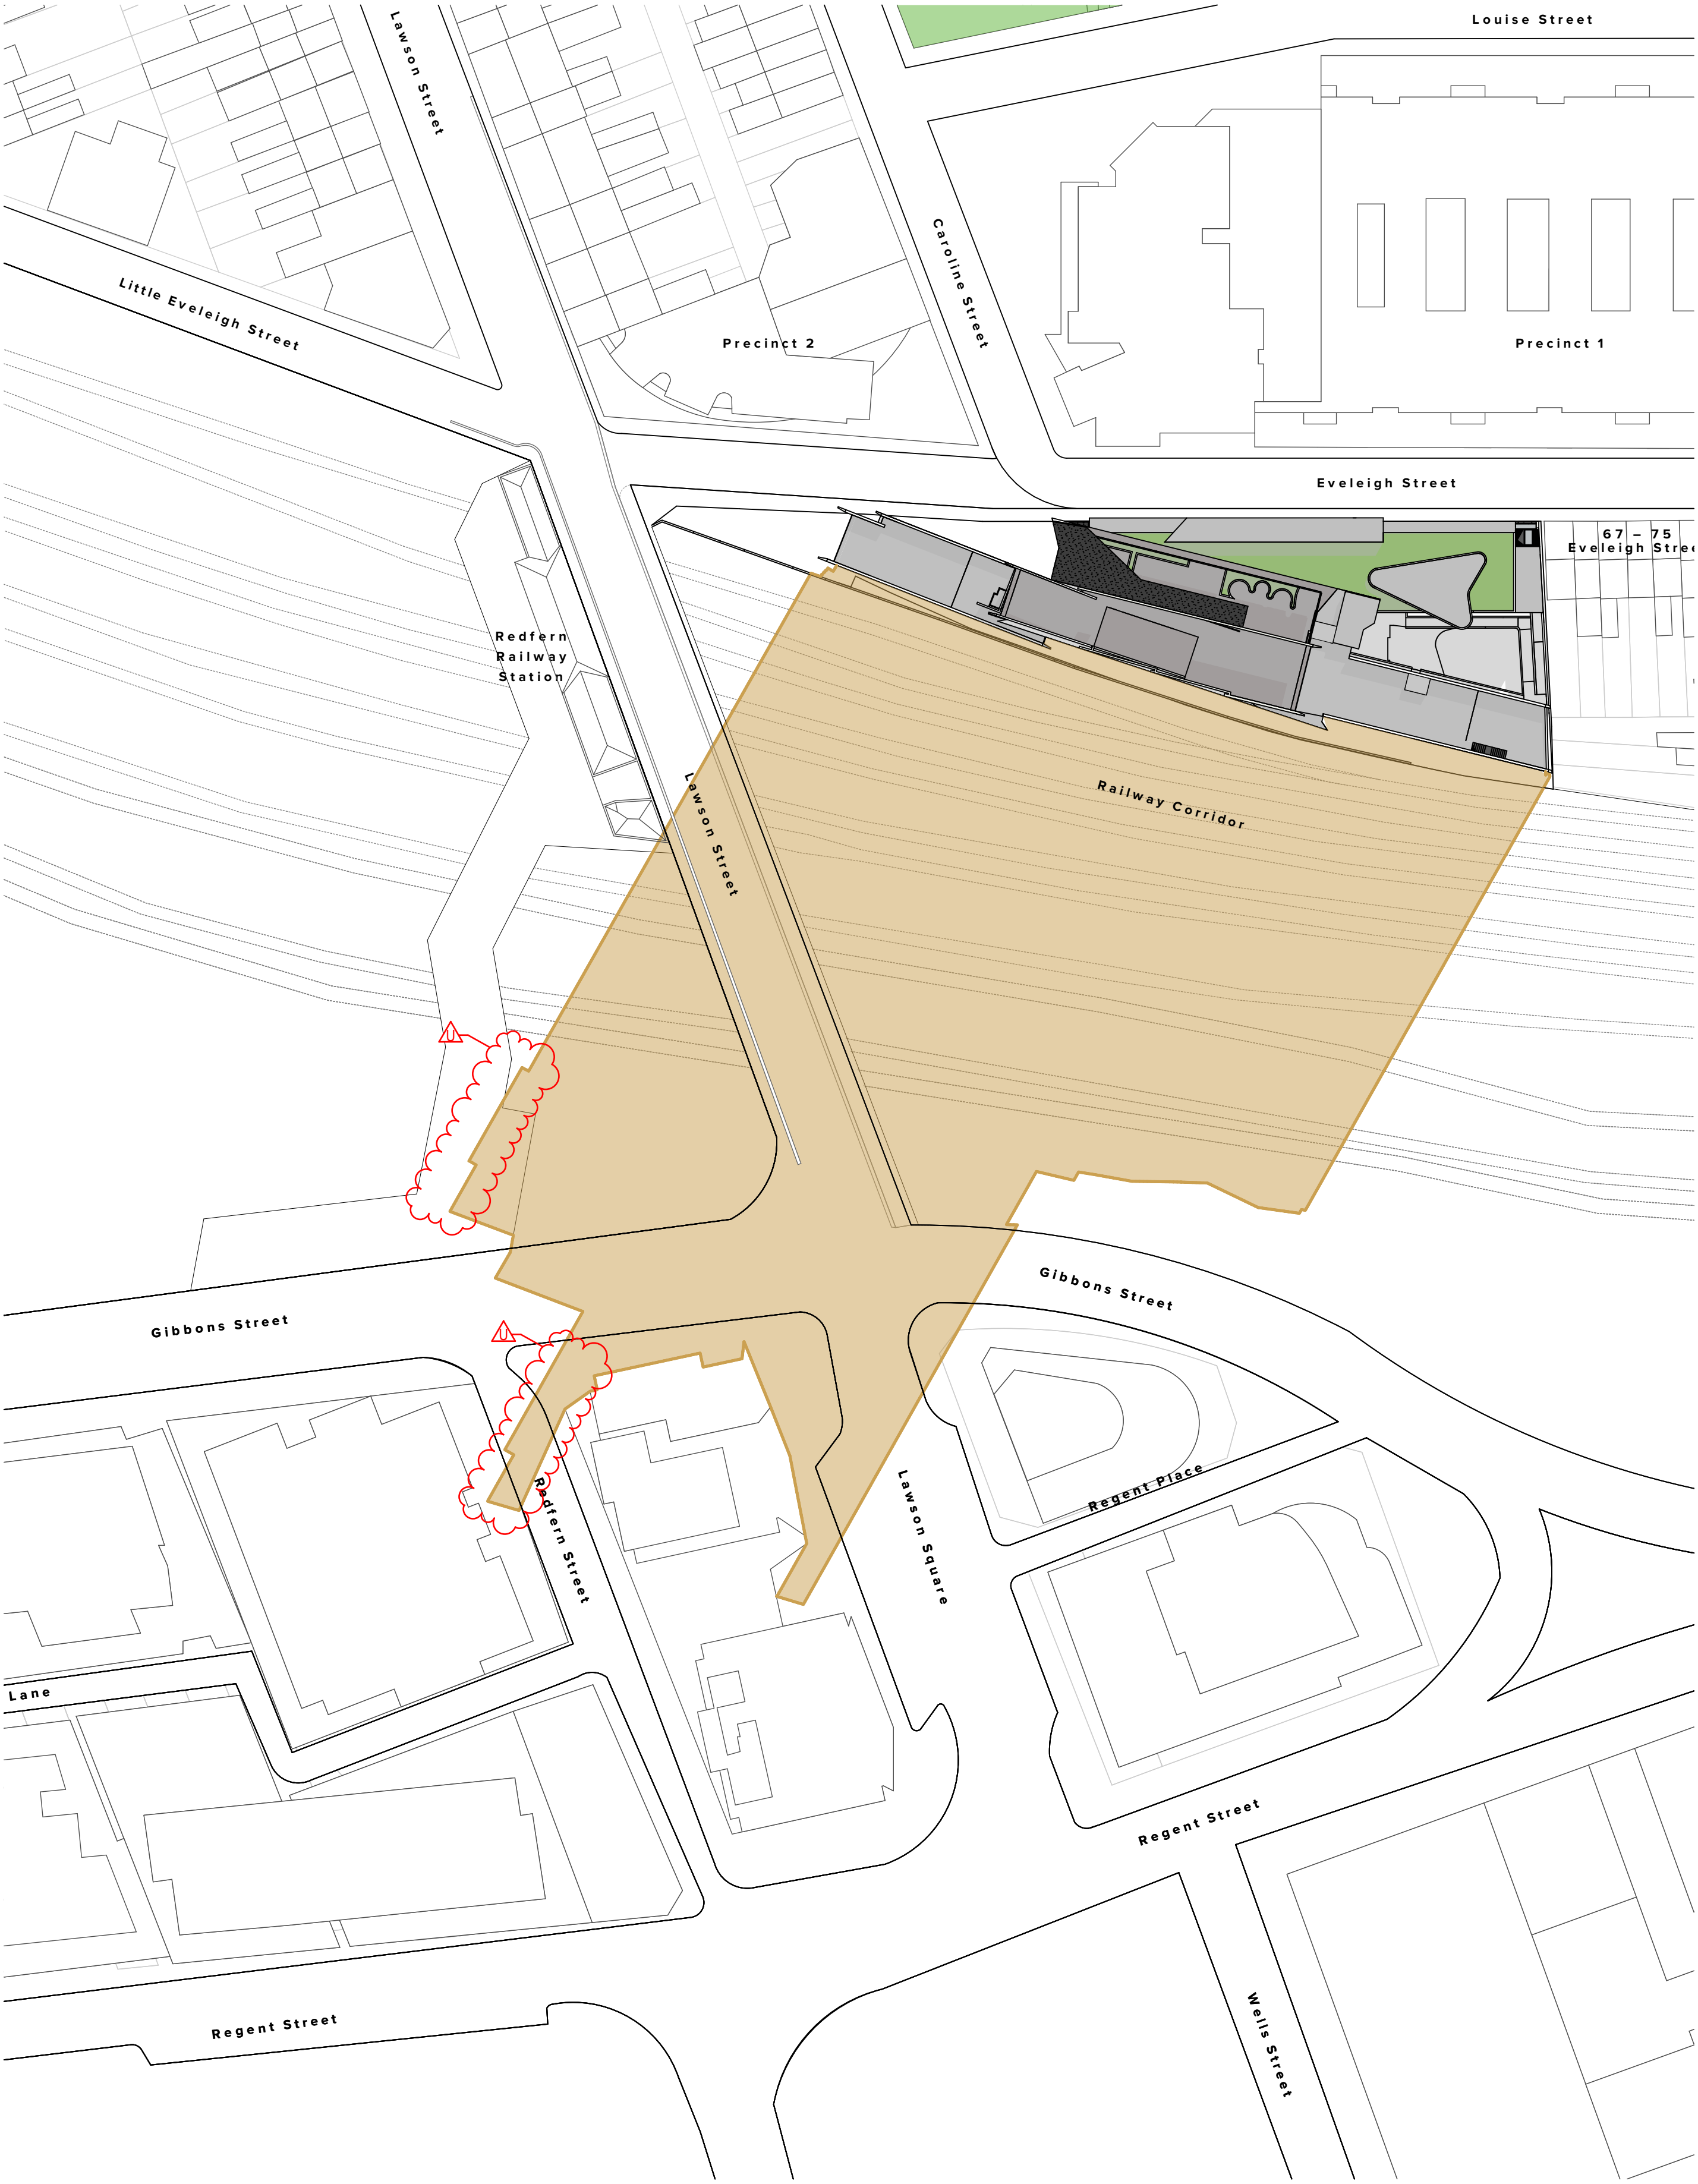 Louise Street
Lawson Street
Caroline Street
Little Eveleigh Street
Precinct 2
Precinct 1
Eveleigh Street
67 – 75
Redfern
Railway
Station
Lawson Street
Railway Corridor
U
Gibbons Street
Gibbons Street
U
Regent Place
Redfern Street
Lawson Square
Lane
Regent Street
Regent Street
Wells Street